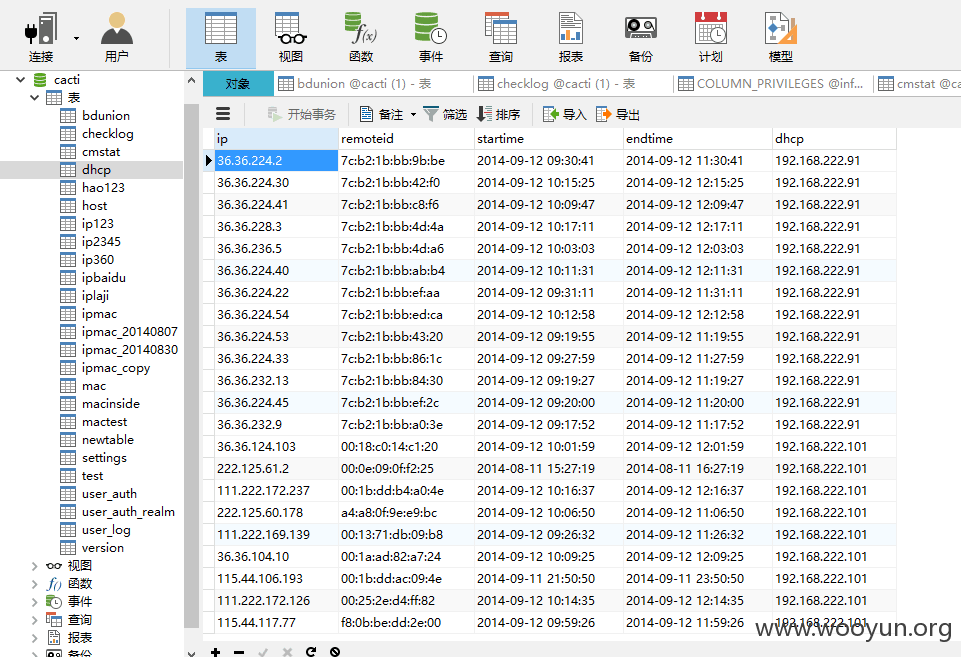 连接 用户 表 视图 函数 事件 查询 报表 备份 计划 模型
对象 bdunion @cacti (1) - 表 checklog @cacti (1) - 表 COLUMN_PRIVILEGES @inf... cmstat @ca
开始事务 备注 筛选 排序 导入 导出
cacti
表
bdunion
checklog
cmstat
dhcp
hao123
host
ip123
ip2345
ip360
ipbaidu
iplaji
ipmac
ipmac_20140807
ipmac_20140830
ipmac_copy
mac
macinside
mactest
newtable
settings
test
user_auth
user_auth_realm
user_log
version
视图
函数
事件
查询
报表
备份
ip remoteid startime endtime dhcp
36.36.224.2 7c:b2:1b:bb:9b:be 2014-09-12 09:30:41 2014-09-12 11:30:41 192.168.222.91
36.36.224.30 7c:b2:1b:bb:42:f0 2014-09-12 10:15:25 2014-09-12 12:15:25 192.168.222.91
36.36.224.41 7c:b2:1b:bb:c8:f6 2014-09-12 10:09:47 2014-09-12 12:09:47 192.168.222.91
36.36.228.3 7c:b2:1b:bb:4d:4a 2014-09-12 10:17:11 2014-09-12 12:17:11 192.168.222.91
36.36.236.5 7c:b2:1b:bb:4d:a6 2014-09-12 10:03:03 2014-09-12 12:03:03 192.168.222.91
36.36.224.40 7c:b2:1b:bb:ab:b4 2014-09-12 10:11:31 2014-09-12 12:11:31 192.168.222.91
36.36.224.22 7c:b2:1b:bb:ef:aa 2014-09-12 09:31:11 2014-09-12 11:31:11 192.168.222.91
36.36.224.54 7c:b2:1b:bb:ed:ca 2014-09-12 10:12:58 2014-09-12 12:12:58 192.168.222.91
36.36.224.53 7c:b2:1b:bb:43:20 2014-09-12 09:19:55 2014-09-12 11:19:55 192.168.222.91
36.36.224.33 7c:b2:1b:bb:86:1c 2014-09-12 09:27:59 2014-09-12 11:27:59 192.168.222.91
36.36.232.13 7c:b2:1b:bb:84:30 2014-09-12 09:19:27 2014-09-12 11:19:27 192.168.222.91
36.36.224.45 7c:b2:1b:bb:ef:2c 2014-09-12 09:20:00 2014-09-12 11:20:00 192.168.222.91
36.36.232.9 7c:b2:1b:bb:a0:3e 2014-09-12 09:17:52 2014-09-12 11:17:52 192.168.222.91
36.36.124.103 00:18:c0:14:c1:20 2014-09-12 10:01:59 2014-09-12 12:01:59 192.168.222.101
222.125.61.2 00:0e:09:0f:f2:25 2014-08-11 15:27:19 2014-08-11 16:27:19 192.168.222.101
111.222.172.237 00:1b:dd:b4:a0:4e 2014-09-12 10:16:37 2014-09-12 12:16:37 192.168.222.101
222.125.60.178 a4:a8:0f:9e:e9:bc 2014-09-12 10:06:50 2014-09-12 11:06:50 192.168.222.101
111.222.169.139 00:13:71:db:09:b8 2014-09-12 09:26:32 2014-09-12 11:26:32 192.168.222.101
36.36.104.10 00:1a:ad:82:a7:24 2014-09-12 10:09:25 2014-09-12 12:09:25 192.168.222.101
115.44.106.193 00:1b:dd:ac:09:4e 2014-09-11 21:50:50 2014-09-11 23:50:50 192.168.222.101
111.222.172.126 00:25:2e:d4:ff:82 2014-09-12 10:14:35 2014-09-12 12:14:35 192.168.222.101
115.44.117.77 f8:0b:be:dd:2e:00 2014-09-12 09:59:26 2014-09-12 11:59:26 192.168.222.101
www.wooyun.org